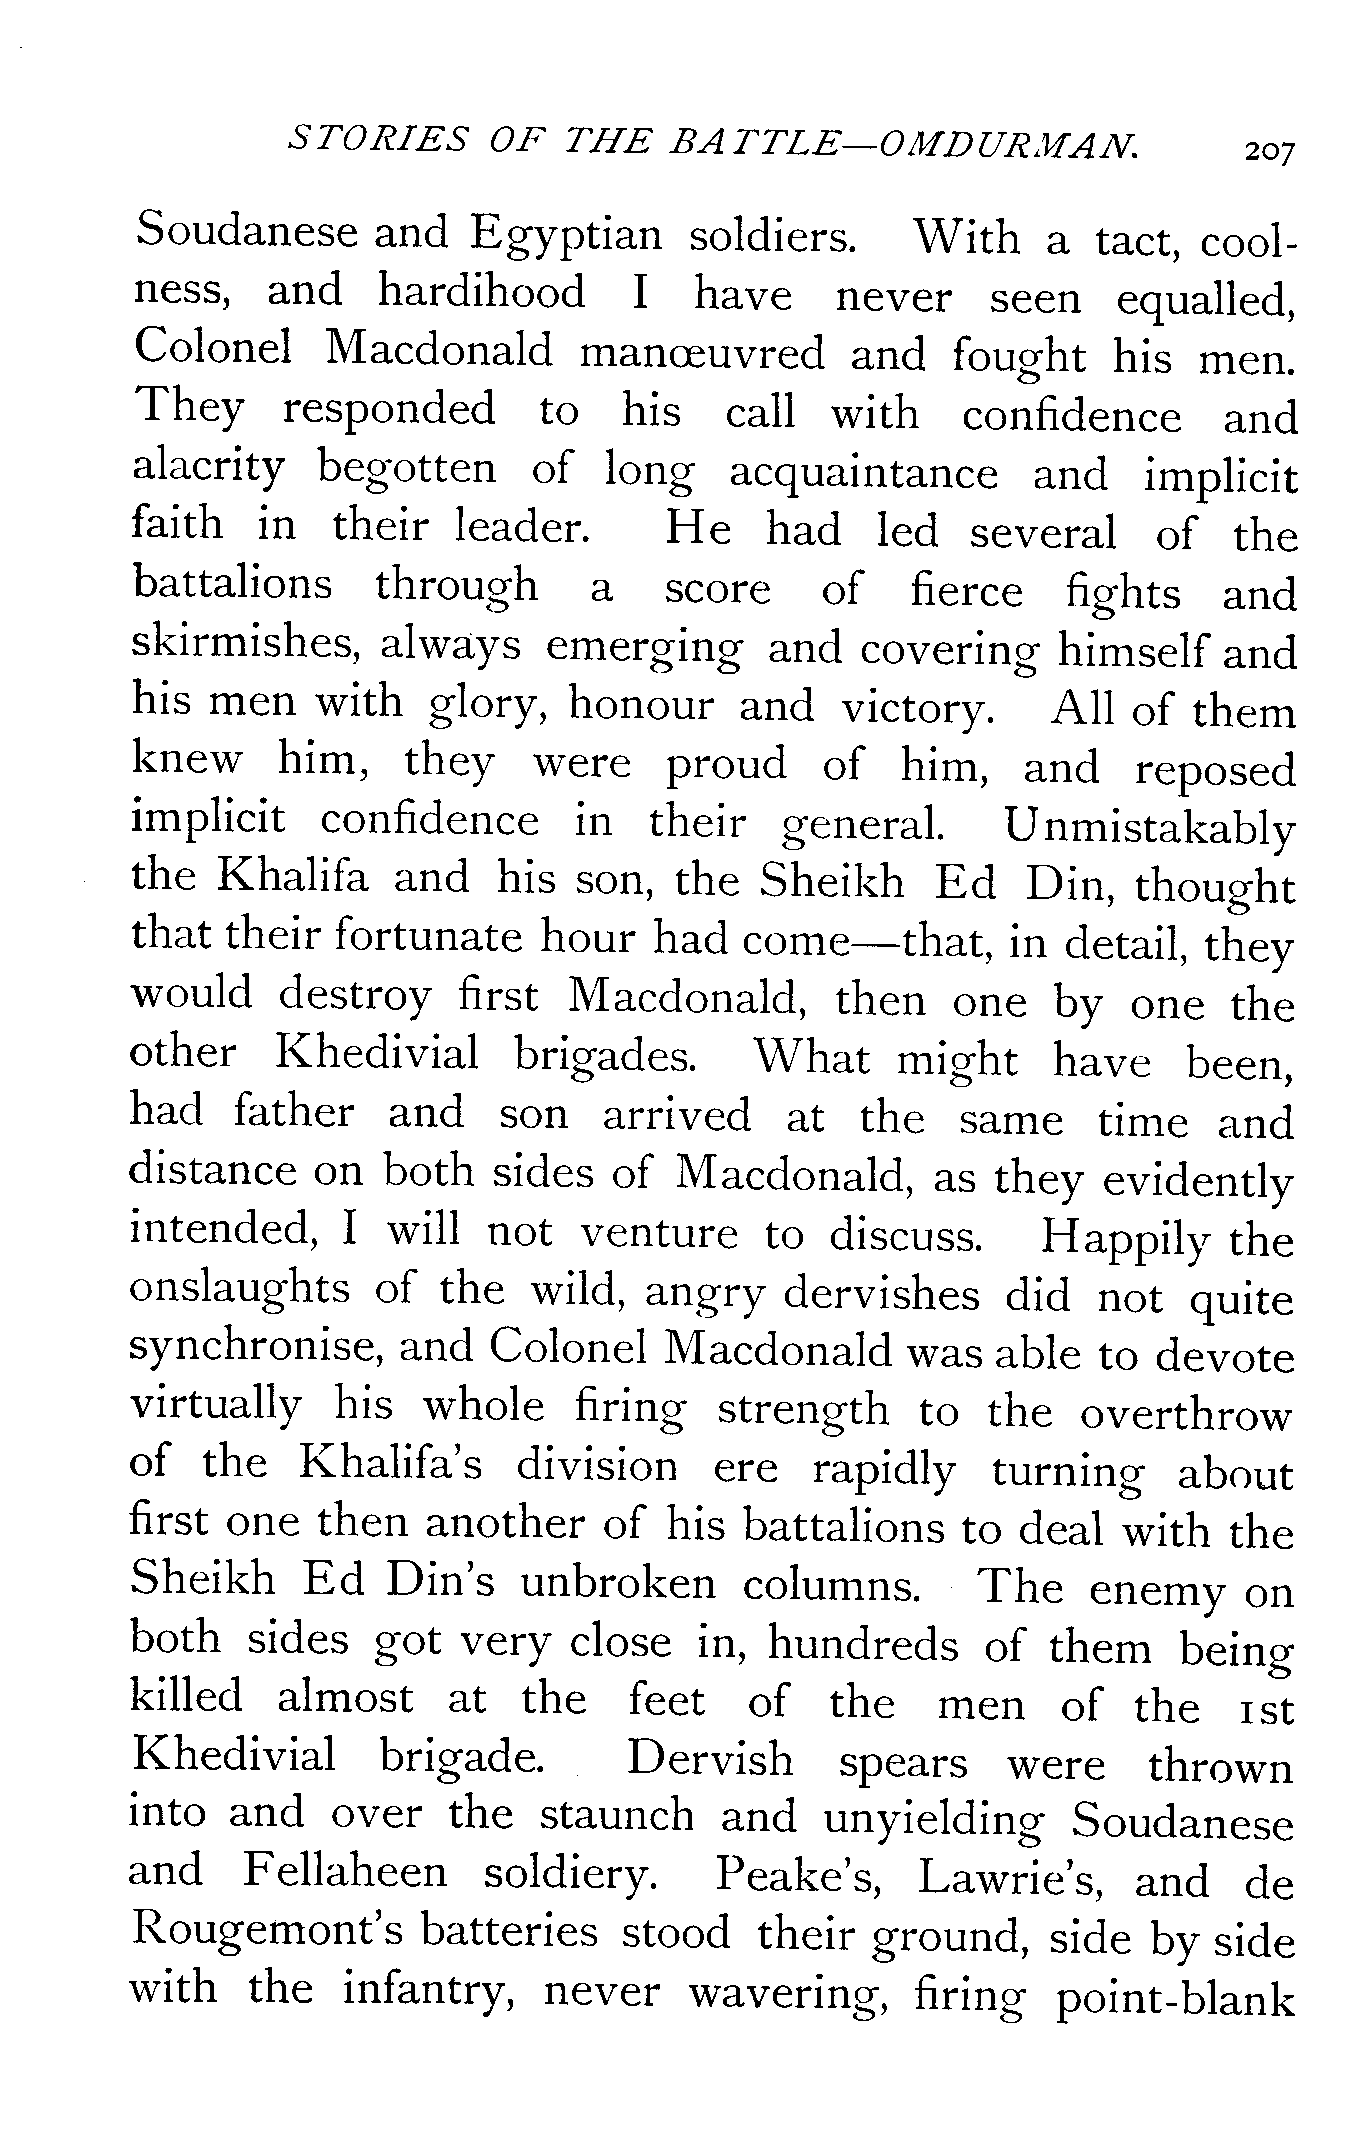 STORIES OF THE BATTLE—OMDURMAN. 207
Soudanese and Egyptian soldiers. With a tact, cool-
ness, and hardihood I have never seen equalled,
Colonel Macdonald manœuvred and fought his men.
They responded to his call with confidence and
alacrity begotten of long acquaintance and implicit
faith in their leader. He had led several of the
battalions through a score of fierce fights and
skirmishes, always emerging and covering himself and
his men with glory, honour and victory. All of them
knew him, they were proud of him, and reposed
implicit confidence in their general. Unmistakably
the Khalifa and his son, the Sheikh Ed Din, thought
that their fortunate hour had come—that, in detail, they
would destroy first Macdonald, then one by one the
other Khedivial brigades. What might have been,
had father and son arrived at the same time and
distance on both sides of Macdonald, as they evidently
intended, I will not venture to discuss. Happily the
onslaughts of the wild, angry dervishes did not quite
synchronise, and Colonel Macdonald was able to devote
virtually his whole firing strength to the overthrow
of the Khalifa's division ere rapidly turning about
first one then another of his battalions to deal with the
Sheikh Ed Din's unbroken columns. The enemy on
both sides got very close in, hundreds of them being
killed almost at the feet of the men of the 1st
Khedivial brigade. Dervish spears were thrown
into and over the staunch and unyielding Soudanese
and Fellaheen soldiery. Peake's, Lawrie's, and de
Rougemont's batteries stood their ground, side by side
with the infantry, never wavering, firing point-blank